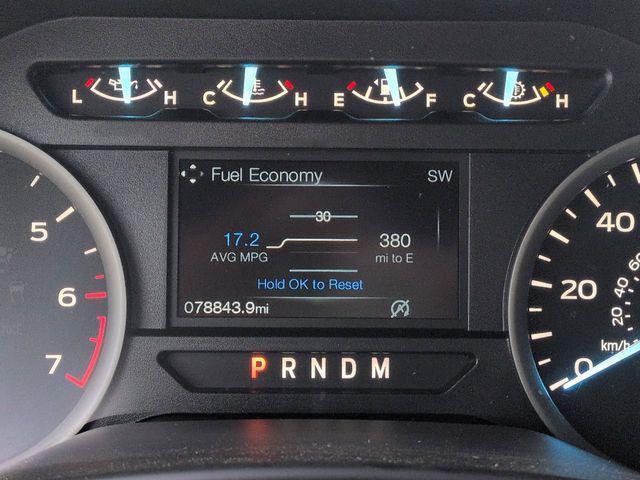 L H C H E F C H
Fuel Economy SW
30
17.2 380
AVG MPG mi to E
Hold OK to Reset
078843.9mi
P R N D M
5
6
7
40
20
0
60
40
20
km/h